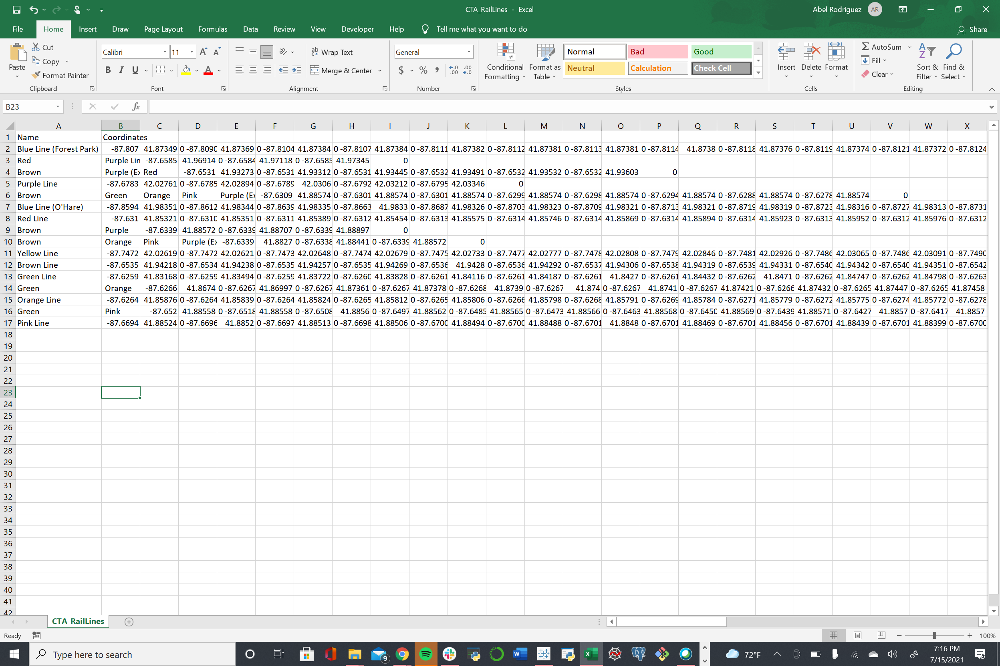 CTA_RailLines - Excel
Abel Rodriguez AR
File Home Insert Draw Page Layout Formulas Data Review View Developer Help Tell me what you want to do Share
Paste Cut Copy Format Painter Clipboard
Calibri 11 A A B I U A Font
Wrap Text Merge & Center Alignment
General $ % , Number
Conditional Formatting Format as Table Normal Bad Good Neutral Calculation Check Cell Styles
Insert Delete Format Cells
AutoSum Fill Clear Sort & Filter Find & Select Editing
B23 fx
A B C D E F G H I J K L M N O P Q R S T U V W X
1 Name Coordinates
2 Blue Line (Forest Park) -87.807 41.87349 0 -87.8090 41.87369 0 -87.8104 41.87384 0 -87.8107 41.87384 0 -87.8111 41.87382 0 -87.8112 41.87381 0 -87.8113 41.87381 0 -87.8114 41.8738 0 -87.8118 41.87376 0 -87.8119 41.87374 0 -87.8121 41.87372 0 -87.8124
3 Red Purple Lin -87.6585 41.96914 0 -87.6584 41.97118 0 -87.6585 41.97345 0
4 Brown Purple (Ex Red -87.6531 41.93273 0 -87.6531 41.93312 0 -87.6531 41.93445 0 -87.6532 41.93491 0 -87.6532 41.93532 0 -87.6532 41.93603 0
5 Purple Line -87.6783 42.02761 0 -87.6785 42.02894 0 -87.6789 42.0306 0 -87.6792 42.03212 0 -87.6795 42.03346 0
6 Brown Green Orange Pink Purple (Ex -87.6309 41.88574 0 -87.6301 41.88574 0 -87.6301 41.88574 0 -87.6299 41.88574 0 -87.6298 41.88574 0 -87.6294 41.88574 0 -87.6288 41.88574 0 -87.6278 41.88574 0
7 Blue Line (O'Hare) -87.8594 41.98351 0 -87.8612 41.98344 0 -87.8639 41.98335 0 -87.8663 41.9833 0 -87.8687 41.98326 0 -87.8703 41.98323 0 -87.8709 41.98321 0 -87.8713 41.98321 0 -87.8719 41.98319 0 -87.8723 41.98316 0 -87.8727 41.98313 0 -87.8731
8 Red Line -87.631 41.85321 0 -87.6310 41.85351 0 -87.6311 41.85389 0 -87.6312 41.85454 0 -87.6313 41.85575 0 -87.6314 41.85746 0 -87.6314 41.85869 0 -87.6314 41.85894 0 -87.6314 41.85923 0 -87.6313 41.85952 0 -87.6312 41.85976 0 -87.6312
9 Brown Purple -87.6339 41.88572 0 -87.6339 41.88707 0 -87.6339 41.88897 0
10 Brown Orange Pink Purple (Ex -87.6339 41.8827 0 -87.6338 41.88441 0 -87.6339 41.88572 0
11 Yellow Line -87.7472 42.02619 0 -87.7472 42.02621 0 -87.7473 42.02648 0 -87.7474 42.02679 0 -87.7475 42.02733 0 -87.7477 42.02777 0 -87.7478 42.02808 0 -87.7479 42.02846 0 -87.7481 42.02926 0 -87.7486 42.03065 0 -87.7486 42.03091 0 -87.7490
12 Brown Line -87.6535 41.94218 0 -87.6534 41.94238 0 -87.6535 41.94257 0 -87.6535 41.94269 0 -87.6536 41.9428 0 -87.6536 41.94292 0 -87.6537 41.94306 0 -87.6538 41.94319 0 -87.6539 41.94331 0 -87.6540 41.94342 0 -87.6540 41.94351 0 -87.6542
13 Green Line -87.6259 41.83168 0 -87.6259 41.83494 0 -87.6259 41.83722 0 -87.6260 41.83828 0 -87.6261 41.84116 0 -87.6261 41.84187 0 -87.6261 41.8427 0 -87.6261 41.84432 0 -87.6262 41.8471 0 -87.6262 41.84747 0 -87.6262 41.84798 0 -87.6263
14 Green Orange -87.6266 41.8674 0 -87.6267 41.86997 0 -87.6267 41.87361 0 -87.6267 41.87378 0 -87.6268 41.8739 0 -87.6267 41.874 0 -87.6267 41.8741 0 -87.6267 41.87421 0 -87.6266 41.87432 0 -87.6265 41.87447 0 -87.6265 41.87458
15 Orange Line -87.6264 41.85876 0 -87.6264 41.85839 0 -87.6264 41.85824 0 -87.6265 41.85812 0 -87.6265 41.85806 0 -87.6266 41.85798 0 -87.6268 41.85791 0 -87.6269 41.85784 0 -87.6271 41.85779 0 -87.6272 41.85775 0 -87.6274 41.85772 0 -87.6278
16 Green Pink -87.652 41.88558 0 -87.6518 41.88558 0 -87.6508 41.8856 0 -87.6497 41.88562 0 -87.6485 41.88565 0 -87.6473 41.88566 0 -87.6463 41.88568 0 -87.6450 41.88569 0 -87.6439 41.88571 0 -87.6427 41.8857 0 -87.6417 41.8857
17 Pink Line -87.6694 41.88524 0 -87.6696 41.8852 0 -87.6697 41.88513 0 -87.6698 41.88506 0 -87.6700 41.88494 0 -87.6700 41.88488 0 -87.6701 41.8848 0 -87.6701 41.88469 0 -87.6701 41.88456 0 -87.6701 41.88439 0 -87.6701 41.88399 0 -87.6700
18
19
20
21
22
23
24
25
26
27
28
29
30
31
32
33
34
35
36
37
38
39
40
41
42
CTA_RailLines
Ready 100%
Type here to search 9 72°F 7:16 PM
7/15/2021